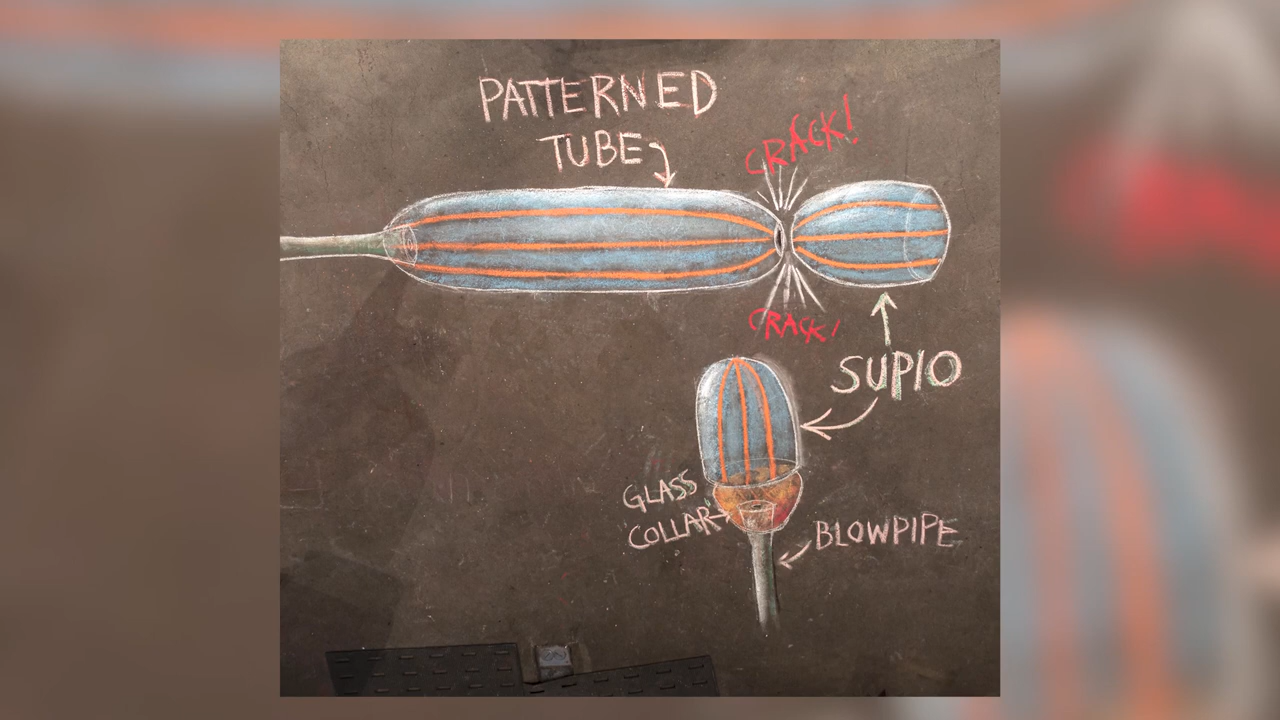 PATTERNED
TUBE
CRACK!
CRACK!
SUPIO
GLASS
COLLAR
BLOWPIPE